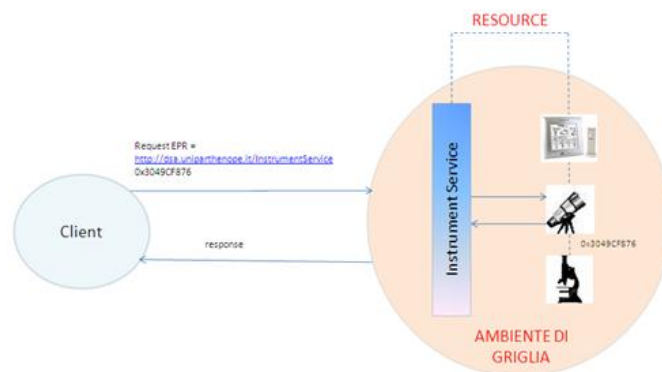 RESOURCE
Request EPR =
http://dsa.uniparthenope.it/InstrumentService
0x3049CF876
Client
response
Instrument Service
0x3049CF876
AMBIENTE DI
GRIGLIA